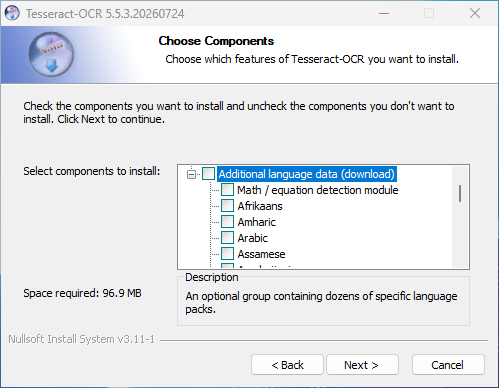 Tesseract-OCR 5.5.3.20260724
Choose Components
Choose which features of Tesseract-OCR you want to install.
Check the components you want to install and uncheck the components you don't want to
install. Click Next to continue.
Select components to install:
Additional language data (download)
Math / equation detection module
Afrikaans
Amharic
Arabic
Assamese
Space required: 96.9 MB
Description
An optional group containing dozens of specific language
packs.
Nullsoft Install System v3.11-1
< Back
Next >
Cancel